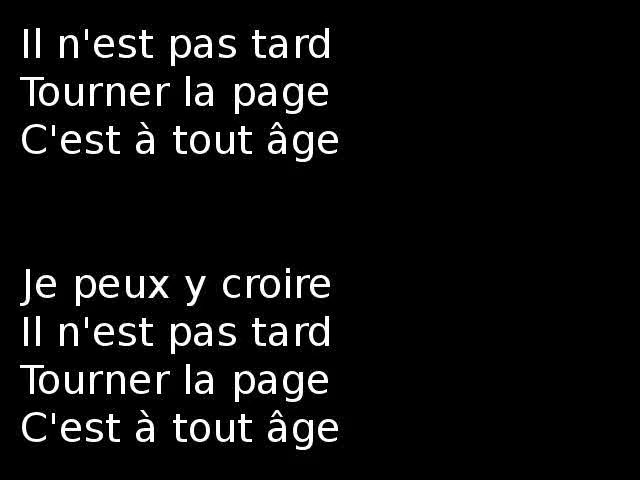 Il n'est pas tard
Tourner la page
C'est à tout âge
Je peux y croire
Il n'est pas tard
Tourner la page
C'est à tout âge